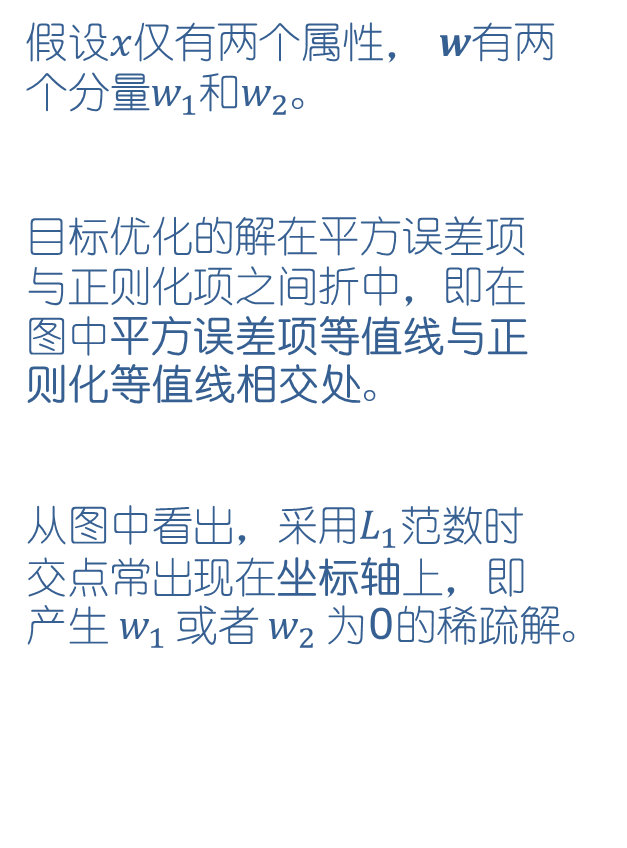 假设x仅有两个属性， w有两
个分量w₁和w₂。
目标优化的解在平方误差项
与正则化项之间折中，即在
图中平方误差项等值线与正
则化等值线相交处。
从图中看出，采用L₁范数时
交点常出现在坐标轴上，即
产生 w₁ 或者 w₂ 为0的稀疏解。